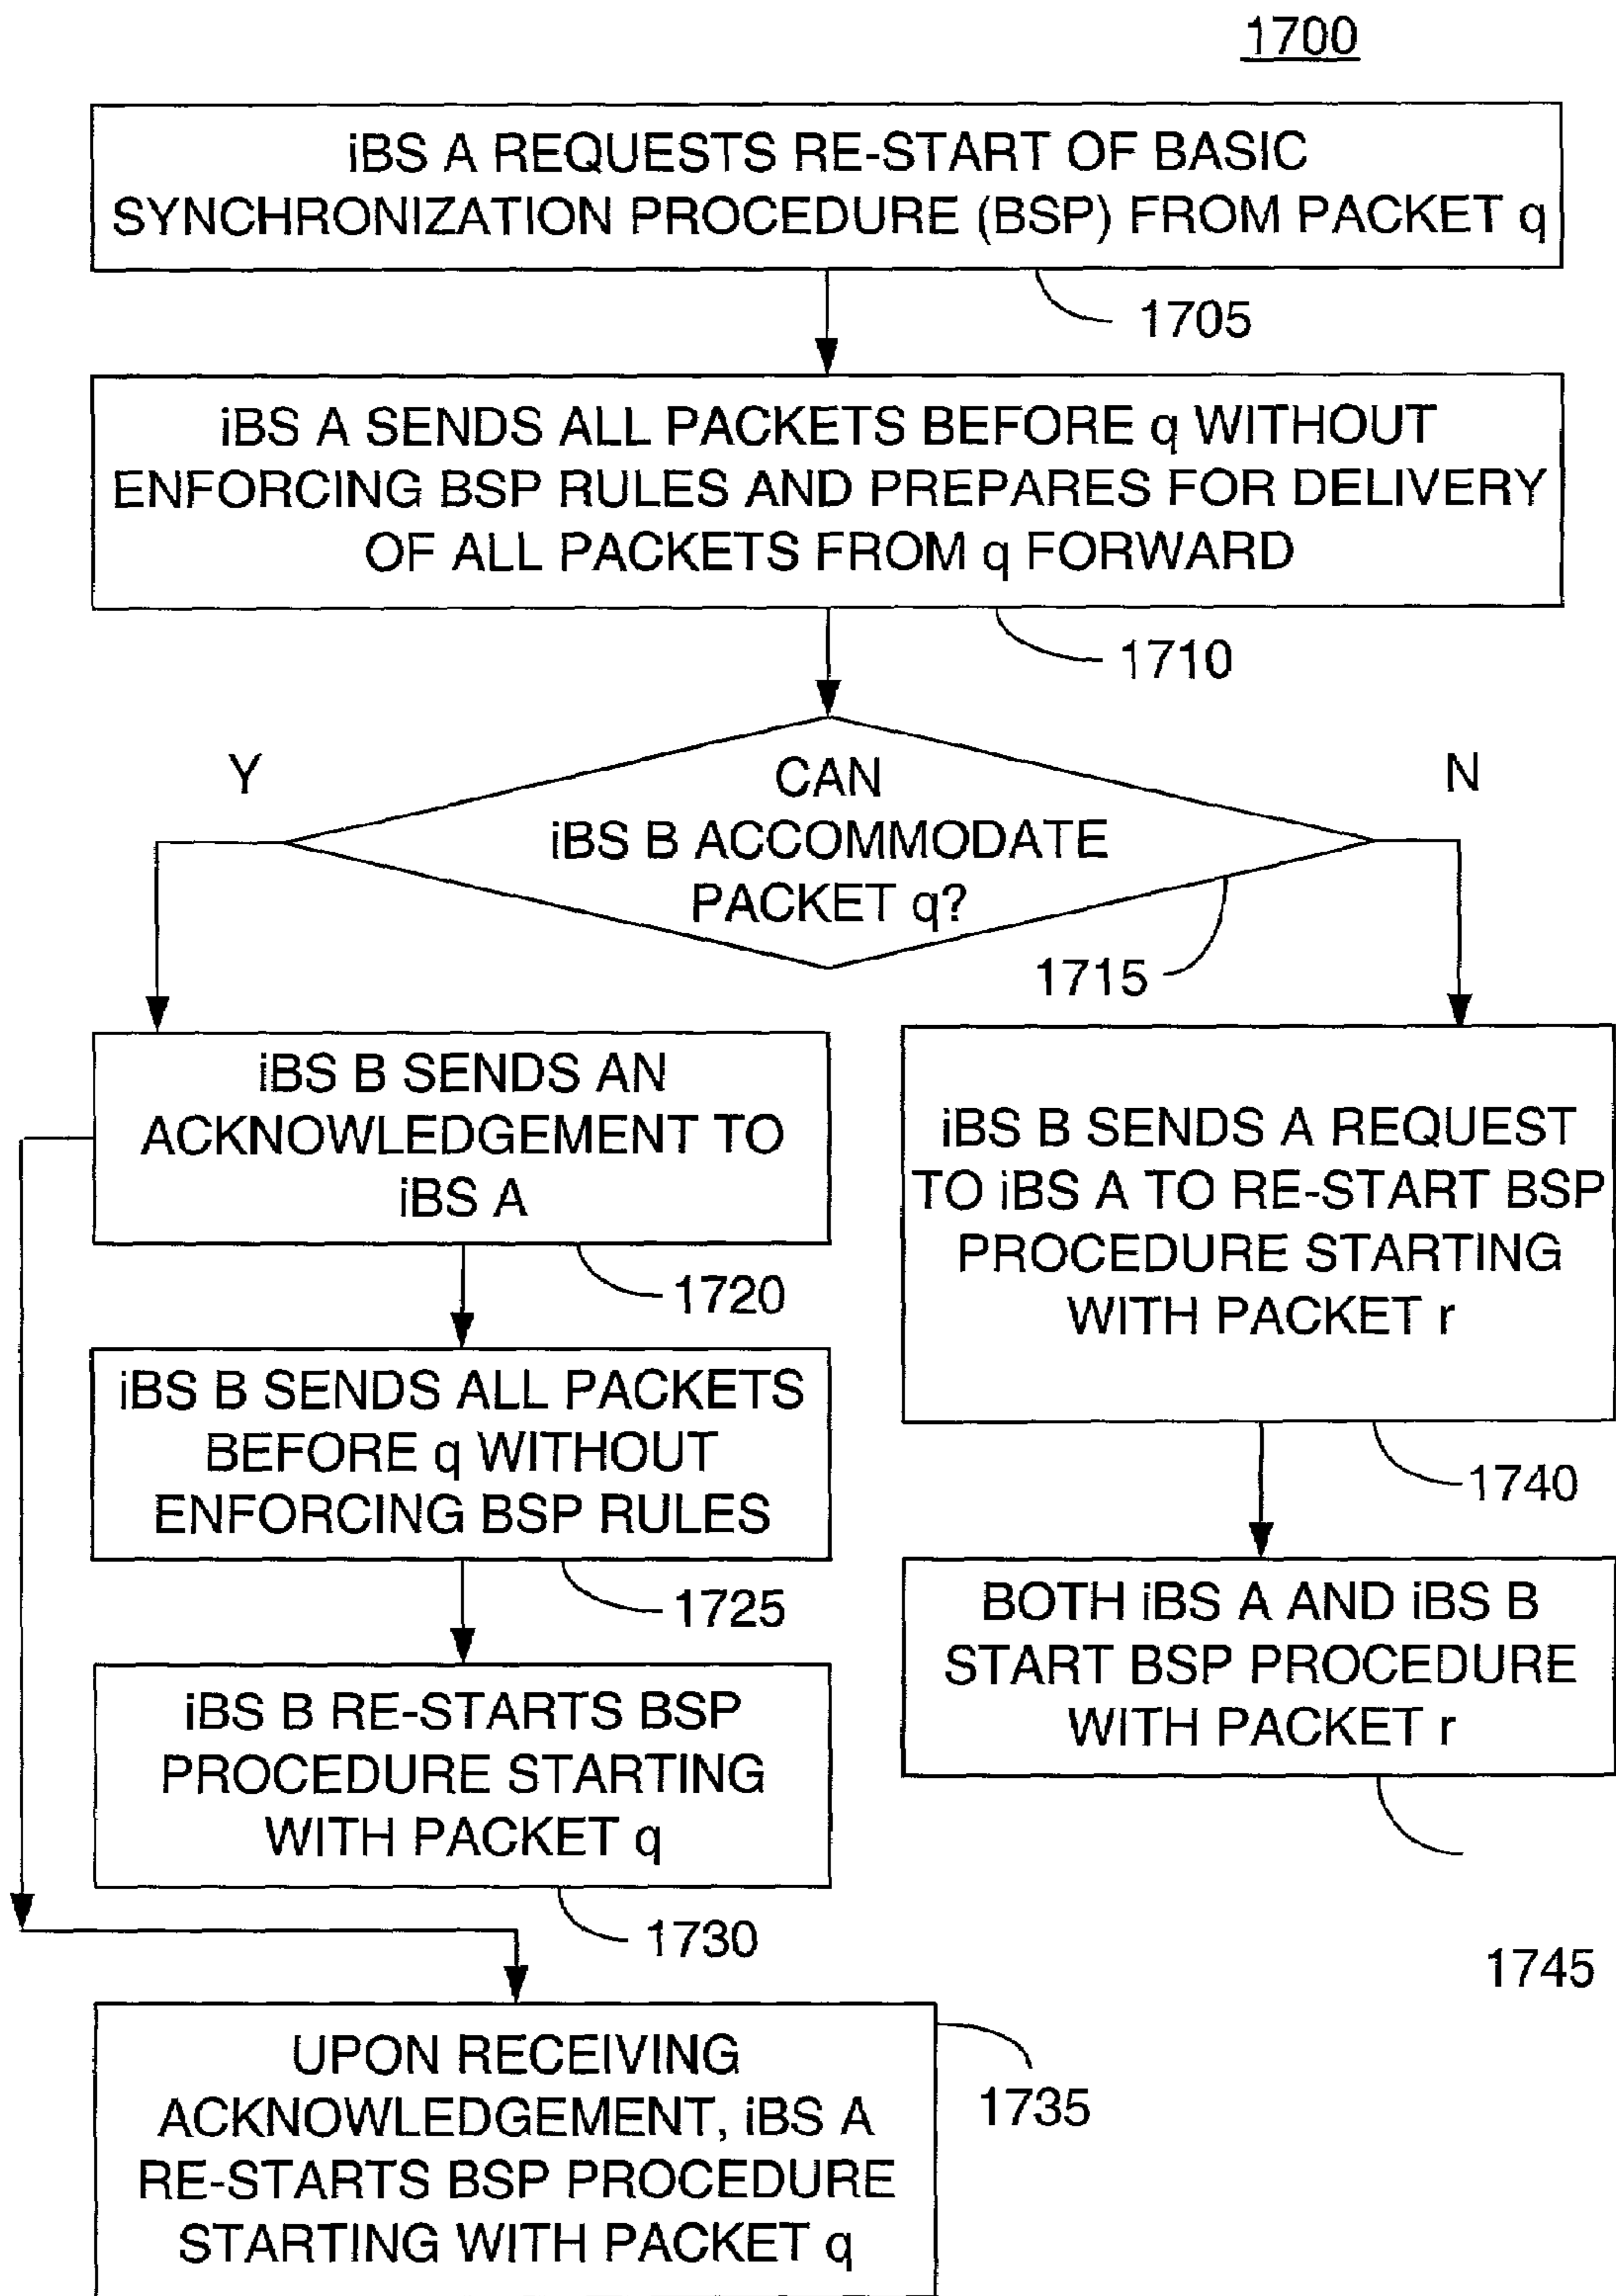 1700
iBS A REQUESTS RE-START OF BASIC
SYNCHRONIZATION PROCEDURE (BSP) FROM PACKET q
1705
iBS A SENDS ALL PACKETS BEFORE q WITHOUT
ENFORCING BSP RULES AND PREPARES FOR DELIVERY
OF ALL PACKETS FROM q FORWARD
1710
Y
N
CAN
iBS B ACCOMMODATE
PACKET q?
1715
iBS B SENDS AN
ACKNOWLEDGEMENT TO
iBS A
1720
iBS B SENDS ALL PACKETS
BEFORE q WITHOUT
ENFORCING BSP RULES
1725
iBS B RE-STARTS BSP
PROCEDURE STARTING
WITH PACKET q
1730
UPON RECEIVING
ACKNOWLEDGEMENT, iBS A
RE-STARTS BSP PROCEDURE
STARTING WITH PACKET q
1735
iBS B SENDS A REQUEST
TO iBS A TO RE-START BSP
PROCEDURE STARTING
WITH PACKET r
1740
BOTH iBS A AND iBS B
START BSP PROCEDURE
WITH PACKET r
1745